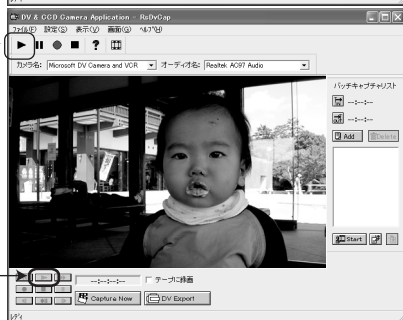 DV & CCD Camera Application - RsDvCap
ファイル(F) 設定(S) 表示(V) 画面(G) ヘルプ(H)
カメラ名: Microsoft DV Camera and VCR オーディオ名: Realtek AC97 Audio
バッチキャプチャリスト
--:--:--
--:--:--
Add Delete
Start
--:--:--:-- テープに録画
Capture Now DV Export
レディ